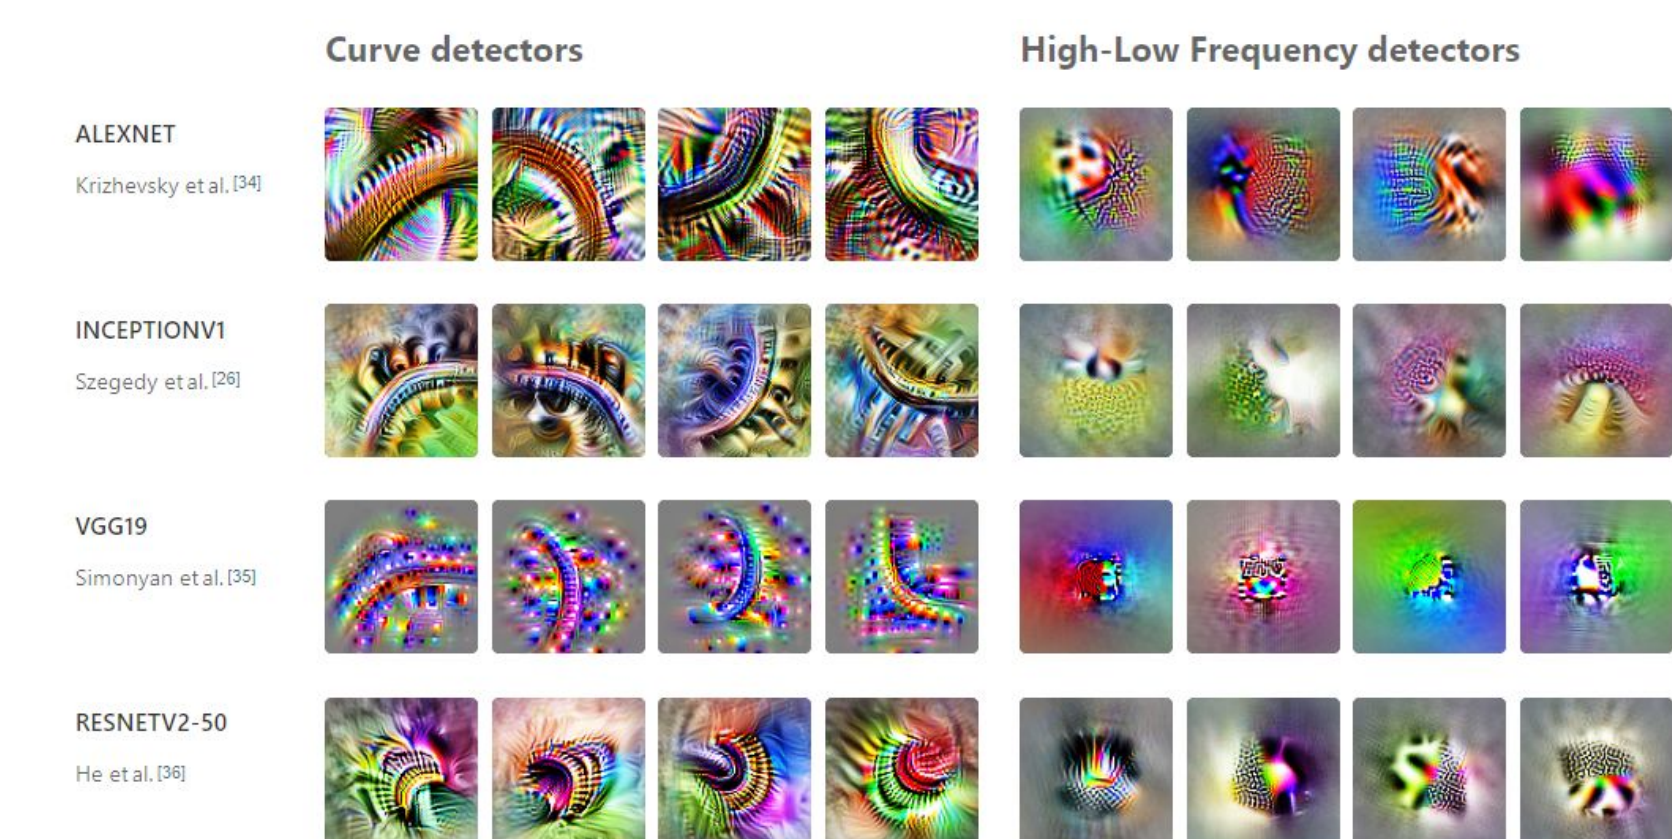 Curve detectors
High-Low Frequency detectors
ALEXNET
Krizhevsky et al. [34]
INCEPTIONV1
Szegedy et al. [26]
VGG19
Simonyan et al. [35]
RESNETV2-50
He et al. [36]